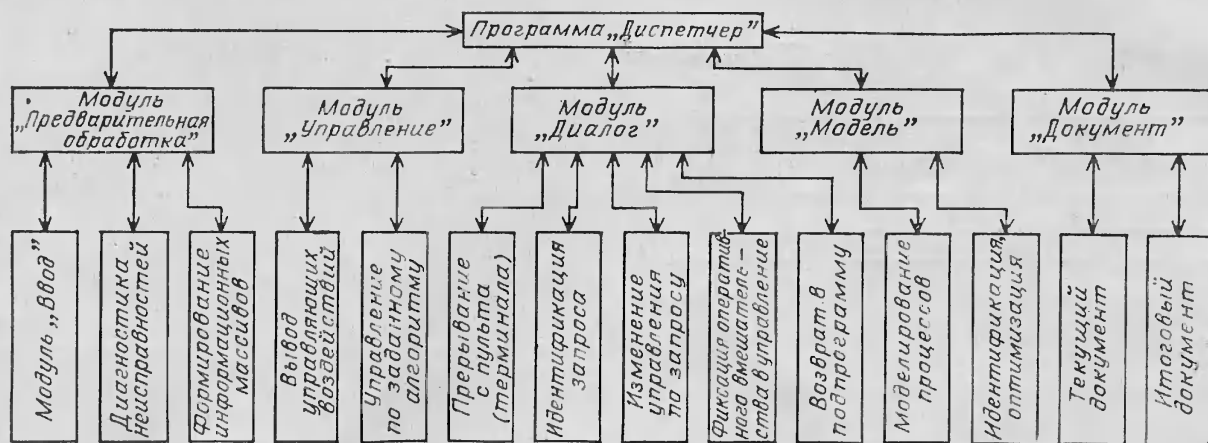 Программа „Диспетчер"
Модуль
„Предварительная
обработка"
Модуль
„Управление"
Модуль
„Диалог"
Модуль
„Модель"
Модуль
„Документ"
Модуль „Ввод"
Диагностика
неисправностей
Формирование
информационных
массивов
Вывод
управляющих
воздействий
Управление
по заданному
алгоритму
Прерывание
с пульта
(терминала)
Идентификация
запроса
Изменение
управления
по запросу
Фиксация оператив-
ного вмешатель-
ства в управление
Возврат в
подпрограмму
Моделирование
процессов
Идентификация,
оптимизация
Текущий
документ
Итоговый
документ